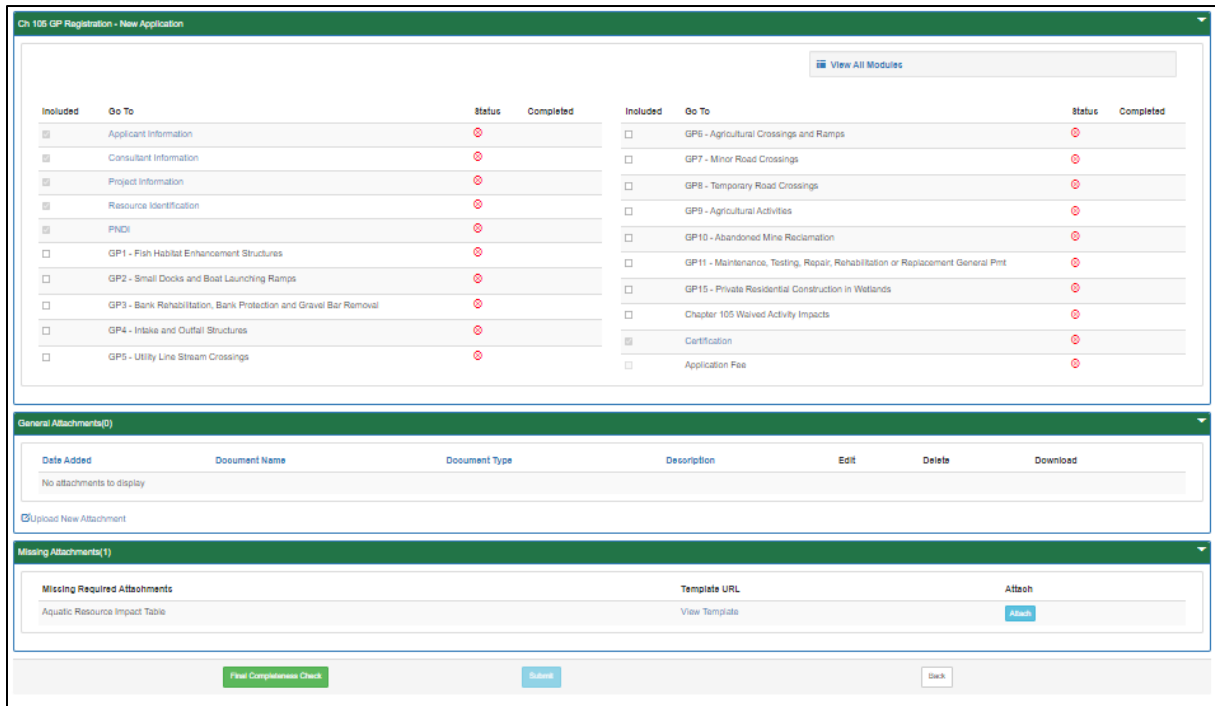 Ch 105 GP Registration - New Application
View All Modules
Included Go To Status Completed
Applicant Information
Consultant Information
Project Information
Resource Identification
PNDI
GP1 - Fish Habitat Enhancement Structures
GP2 - Small Docks and Boat Launching Ramps
GP3 - Bank Rehabilitation, Bank Protection and Gravel Bar Removal
GP4 - Intake and Outfall Structures
GP5 - Utility Line Stream Crossings
Included Go To Status Completed
GP6 - Agricultural Crossings and Ramps
GP7 - Minor Road Crossings
GP8 - Temporary Road Crossings
GP9 - Agricultural Activities
GP10 - Abandoned Mine Reclamation
GP11 - Maintenance, Testing, Repair, Rehabilitation or Replacement General Pmt
GP15 - Private Residential Construction in Wetlands
Chapter 105 Waived Activity Impacts
Certification
Application Fee
General Attachments(0)
Date Added Document Name Document Type Description Edit Delete Download
No attachments to display
Upload New Attachment
Missing Attachments(1)
Missing Required Attachments Template URL Attach
Aquatic Resource Impact Table View Template Attach
Final Completeness Check Submit Back